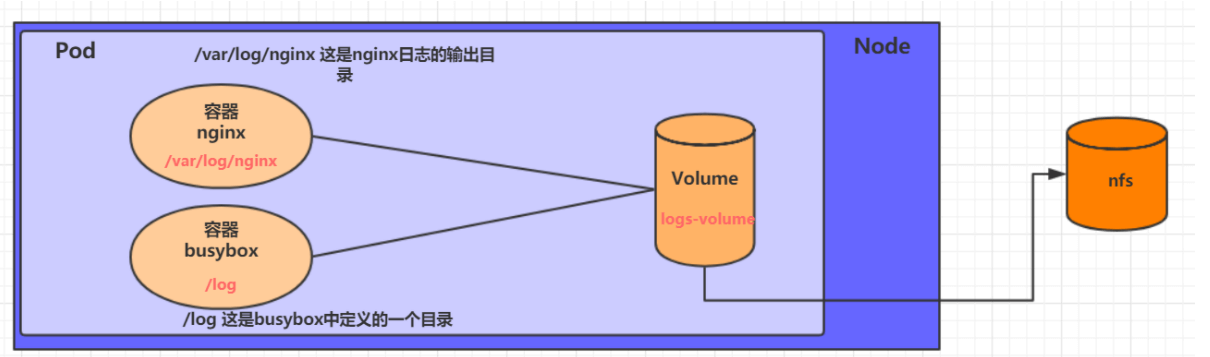 Pod
/var/log/nginx 这是nginx日志的输出目
录
Node
容器
nginx
/var/log/nginx
容器
busybox
/log
/log 这是busybox中定义的一个目录
Volume
logs-volume
nfs